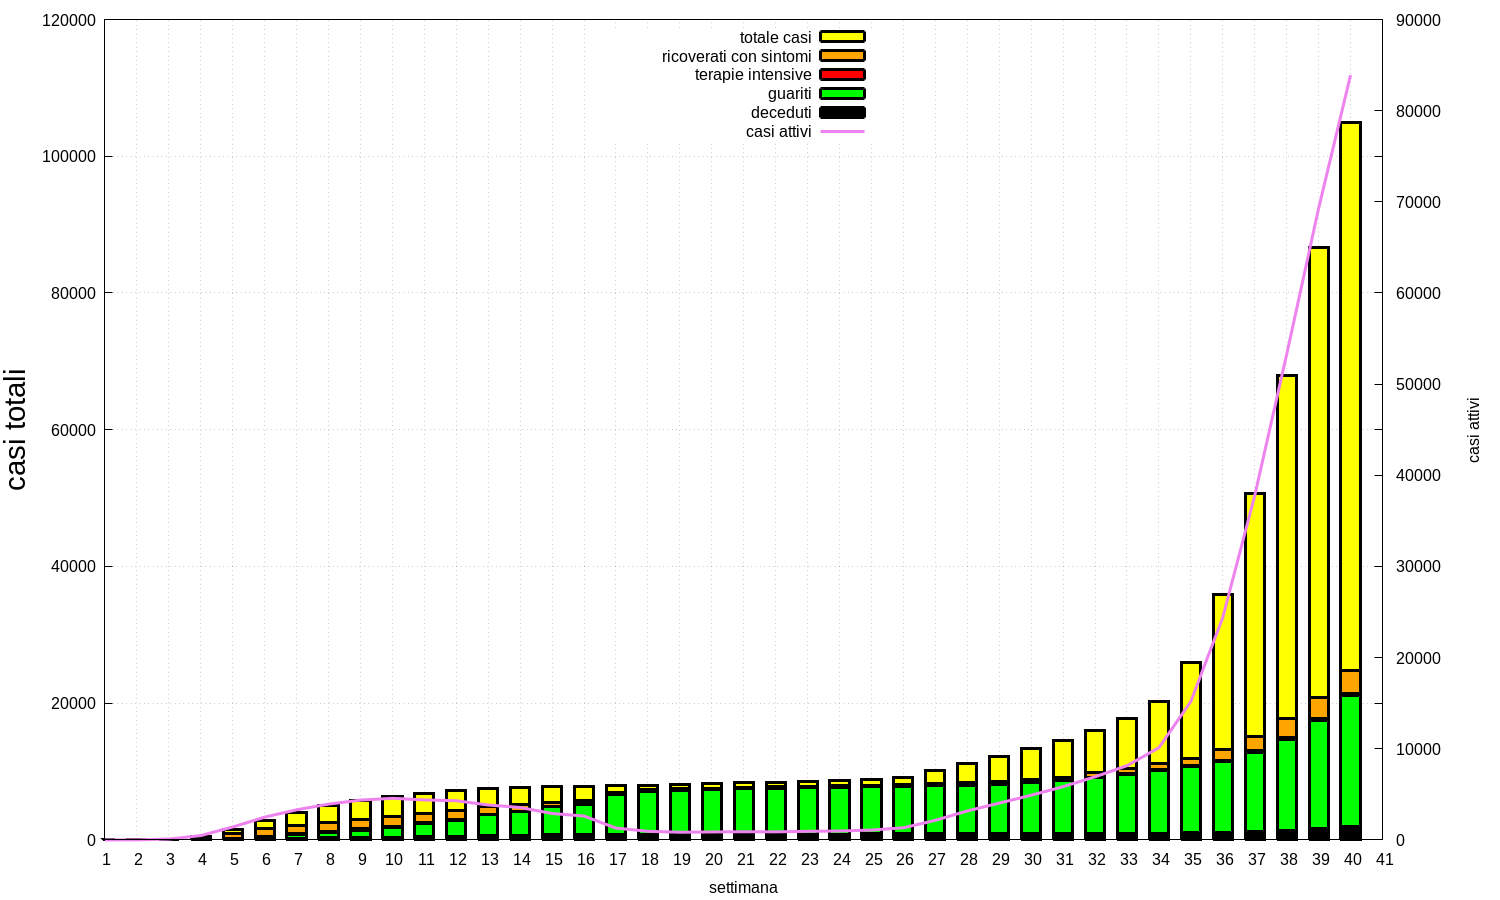 120000
100000
80000
60000
40000
20000
0
casi totali
totale casi
ricoverati con sintomi
terapie intensive
guariti
deceduti
casi attivi
90000
80000
70000
60000
50000
40000
30000
20000
10000
0
casi attivi
1 2 3 4 5 6 7 8 9 10 11 12 13 14 15 16 17 18 19 20 21 22 23 24 25 26 27 28 29 30 31 32 33 34 35 36 37 38 39 40 41
settimana